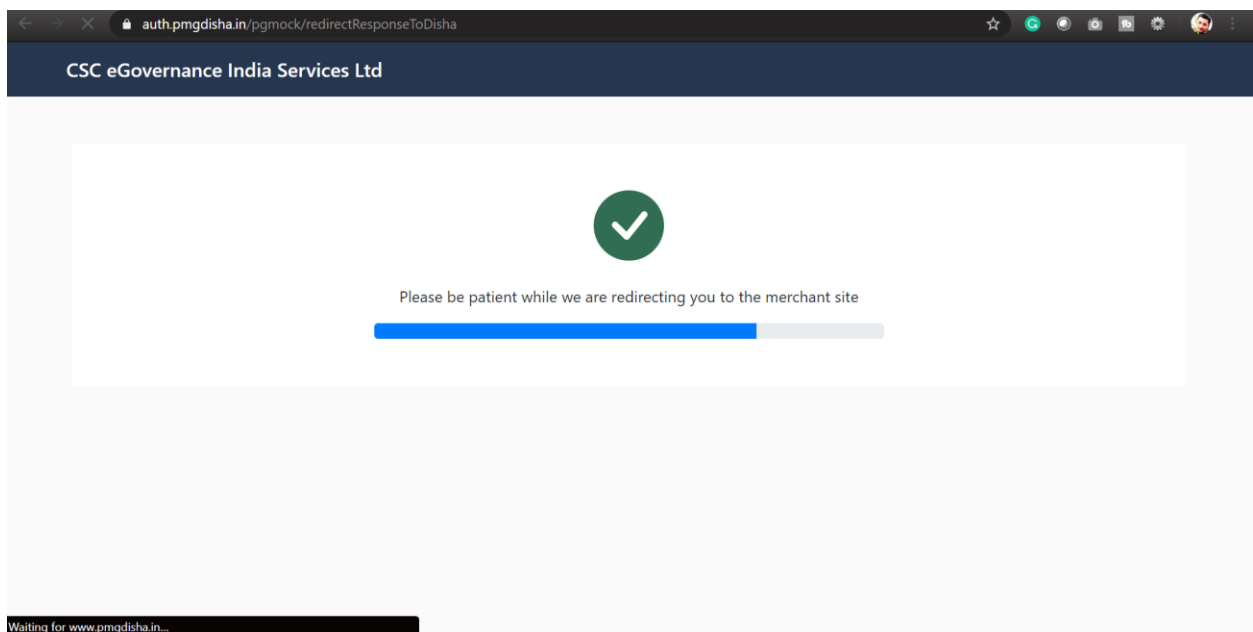 auth.pmgdisha.in/pgmock/redirectResponseToDisha
CSC eGovernance India Services Ltd
Please be patient while we are redirecting you to the merchant site
Waiting for www.pmgdisha.in...